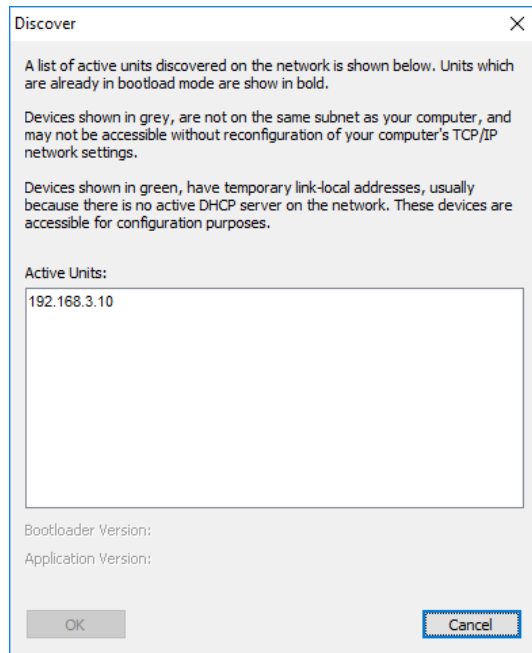 Discover
A list of active units discovered on the network is shown below. Units which
are already in bootload mode are show in bold.
Devices shown in grey, are not on the same subnet as your computer, and
may not be accessible without reconfiguration of your computer's TCP/IP
network settings.
Devices shown in green, have temporary link-local addresses, usually
because there is no active DHCP server on the network. These devices are
accessible for configuration purposes.
Active Units:
192.168.3.10
Bootloader Version:
Application Version:
OK Cancel